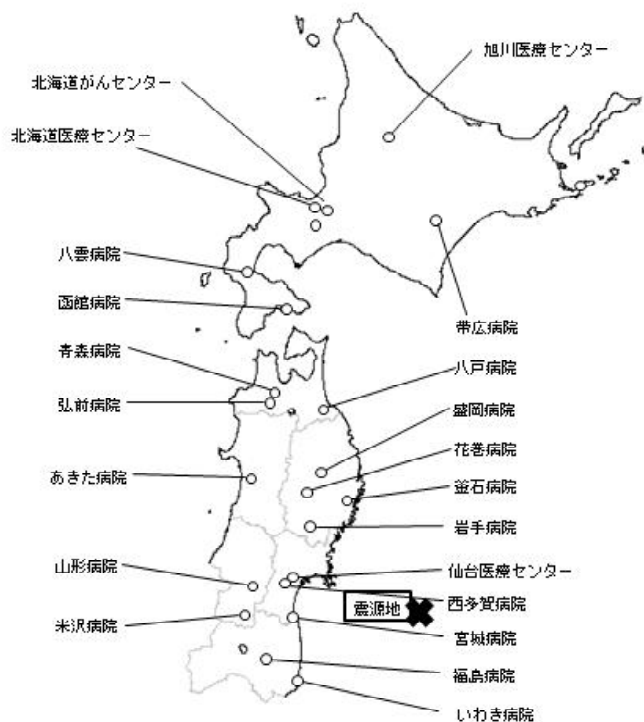 旭川医療センター
北海道がんセンター
北海道医療センター
八雲病院
函館病院
帯広病院
青森病院
八戸病院
弘前病院
盛岡病院
花巻病院
あきた病院
釜石病院
岩手病院
山形病院
仙台医療センター
西多賀病院
震源地
米沢病院
宮城病院
福島病院
いわき病院